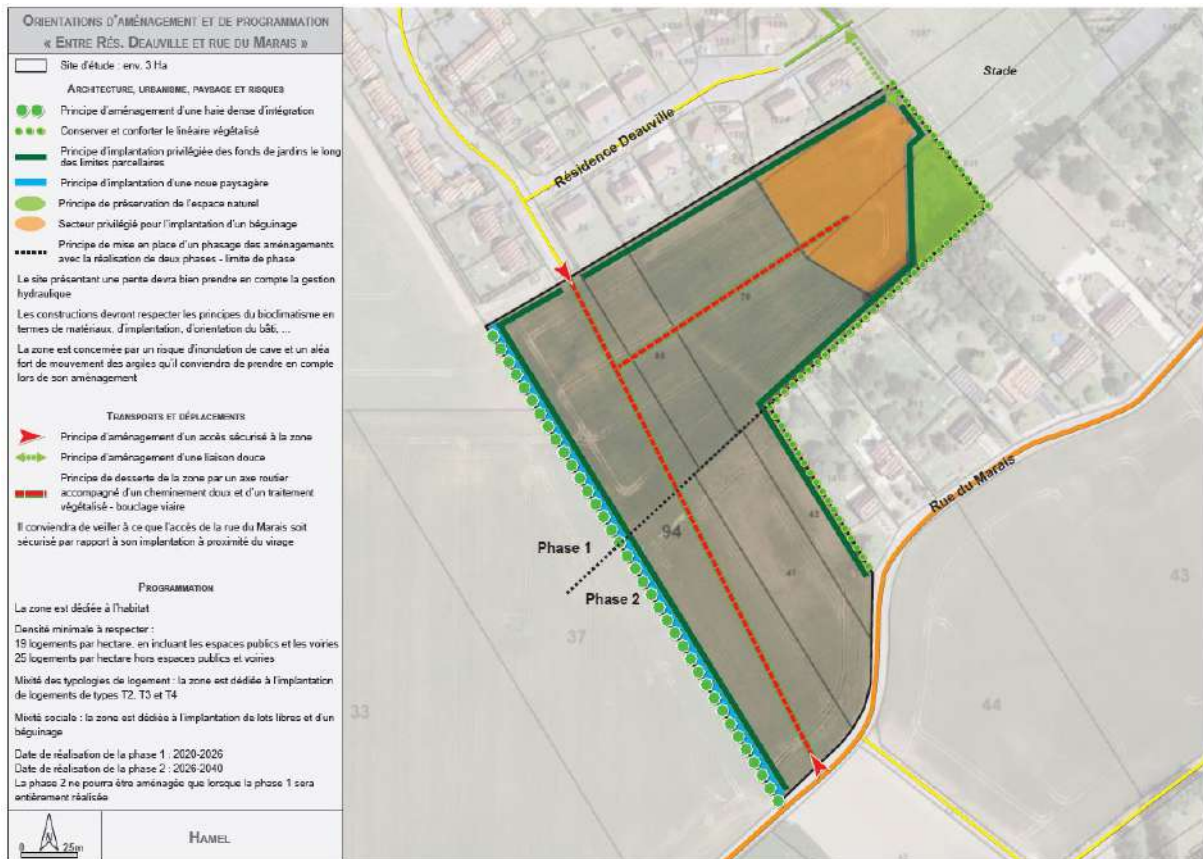 ORIENTATIONS D'AMÉNAGEMENT ET DE PROGRAMMATION
« ENTRE RÉS. DEAUVILLE ET RUE DU MARAIS »
Site d'étude : env. 3 Ha
ARCHITECTURE, URBANISME, PAYSAGE ET RISQUES
Principe d'aménagement d'une haie dense d'intégration
Conserver et conforter le linéaire végétalisé
Principe d'implantation privilégiée des fonds de jardins le long
des limites parcellaires
Principe d'implantation d'une noue paysagère
Principe de préservation de l'espace naturel
Secteur privilégié pour l'implantation d'un béguinage
Principe de mise en place d'un phasage des aménagements
avec la réalisation de deux phases - limite de phase
Le site présentant une pente devra bien prendre en compte la gestion
hydraulique
Les constructions devront respecter les principes du bioclimatisme en
termes de matériaux, d'implantation, d'orientation du bâti, ...
La zone est concernée par un risque d'inondation de cave et un aléa
fort de mouvement des argiles qu'il conviendra de prendre en compte
lors de son aménagement
TRANSPORTS ET DÉPLACEMENTS
Principe d'aménagement d'un accès sécurisé à la zone
Principe d'aménagement d'une liaison douce
Principe de desserte de la zone par un axe routier
accompagné d'un cheminement doux et d'un traitement
végétalisé - bouclage viaire
Il conviendra de veiller à ce que l'accès de la rue du Marais soit
sécurisé par rapport à son implantation à proximité du virage
PROGRAMMATION
La zone est dédiée à l'habitat
Densité minimale à respecter :
19 logements par hectare, en incluant les espaces publics et les voiries
25 logements par hectare hors espaces publics et voiries
Mixité des typologies de logement : la zone est dédiée à l'implantation
de logements de types T2, T3 et T4
Mixité sociale : la zone est dédiée à l'implantation de lots libres et d'un
béguinage
Date de réalisation de la phase 1 : 2020-2026
Date de réalisation de la phase 2 : 2026-2040
La phase 2 ne pourra être aménagée que lorsque la phase 1 sera
entièrement réalisée
N
0 25m
HAMEL
Stade
Résidence Deauville
Rue du Marais
Phase 1
Phase 2
94
37
33
43
44